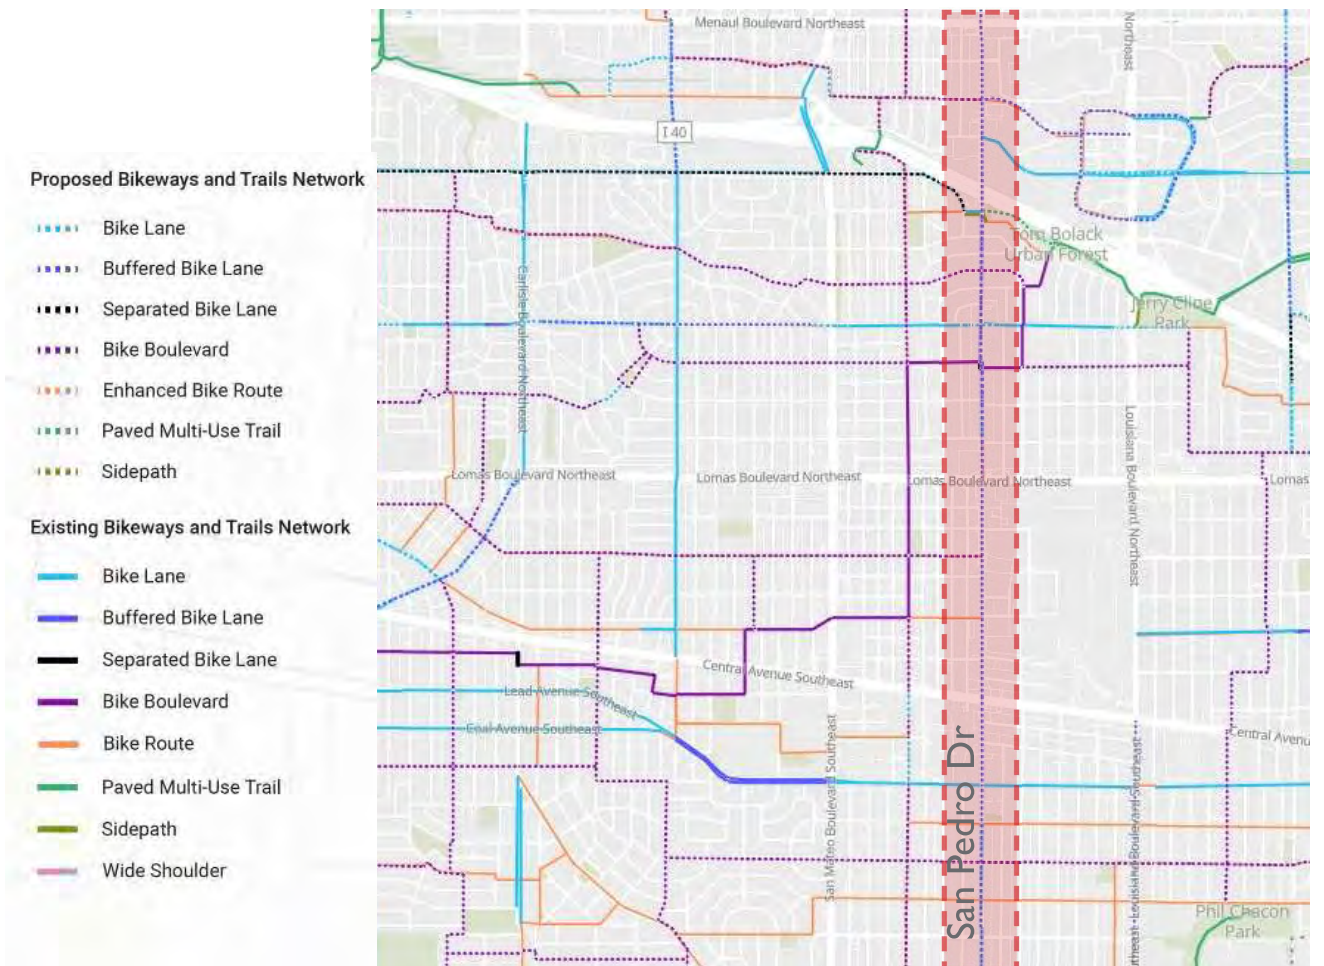 Proposed Bikeways and Trails Network
Bike Lane
Buffered Bike Lane
Separated Bike Lane
Bike Boulevard
Enhanced Bike Route
Paved Multi-Use Trail
Sidepath
Existing Bikeways and Trails Network
Bike Lane
Buffered Bike Lane
Separated Bike Lane
Bike Boulevard
Bike Route
Paved Multi-Use Trail
Sidepath
Wide Shoulder
Menaul Boulevard Northeast
Northeast
I 40
Tom Bolack
Urban Forest
Jerry Cline
Park
Carlisle Boulevard Northeast
Louisiana Boulevard Northeast
Lomas Boulevard Northeast
Lomas Boulevard Northeast
Lomas Boulevard Northeast
Lomas
Central Avenue Southeast
Lead Avenue Southeast
Coal Avenue Southeast
San Mateo Boulevard Southeast
San Pedro Dr
Louisiana Boulevard Southeast
theast
Central Avenu
Phil Chacon
Park